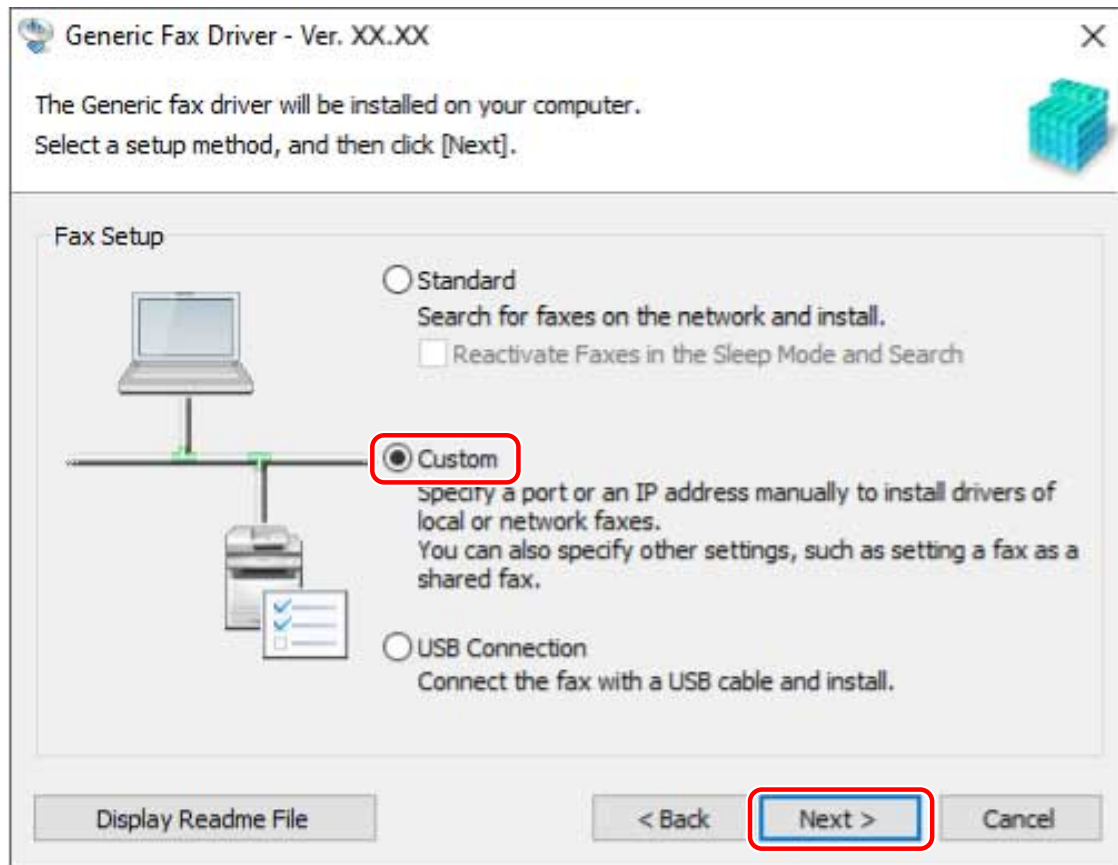 Generic Fax Driver - Ver. XX.XX
The Generic fax driver will be installed on your computer.
Select a setup method, and then click [Next].
Fax Setup
Standard
Search for faxes on the network and install.
Reactivate Faxes in the Sleep Mode and Search
Custom
Specify a port or an IP address manually to install drivers of
local or network faxes.
You can also specify other settings, such as setting a fax as a
shared fax.
USB Connection
Connect the fax with a USB cable and install.
Display Readme File
< Back
Next >
Cancel